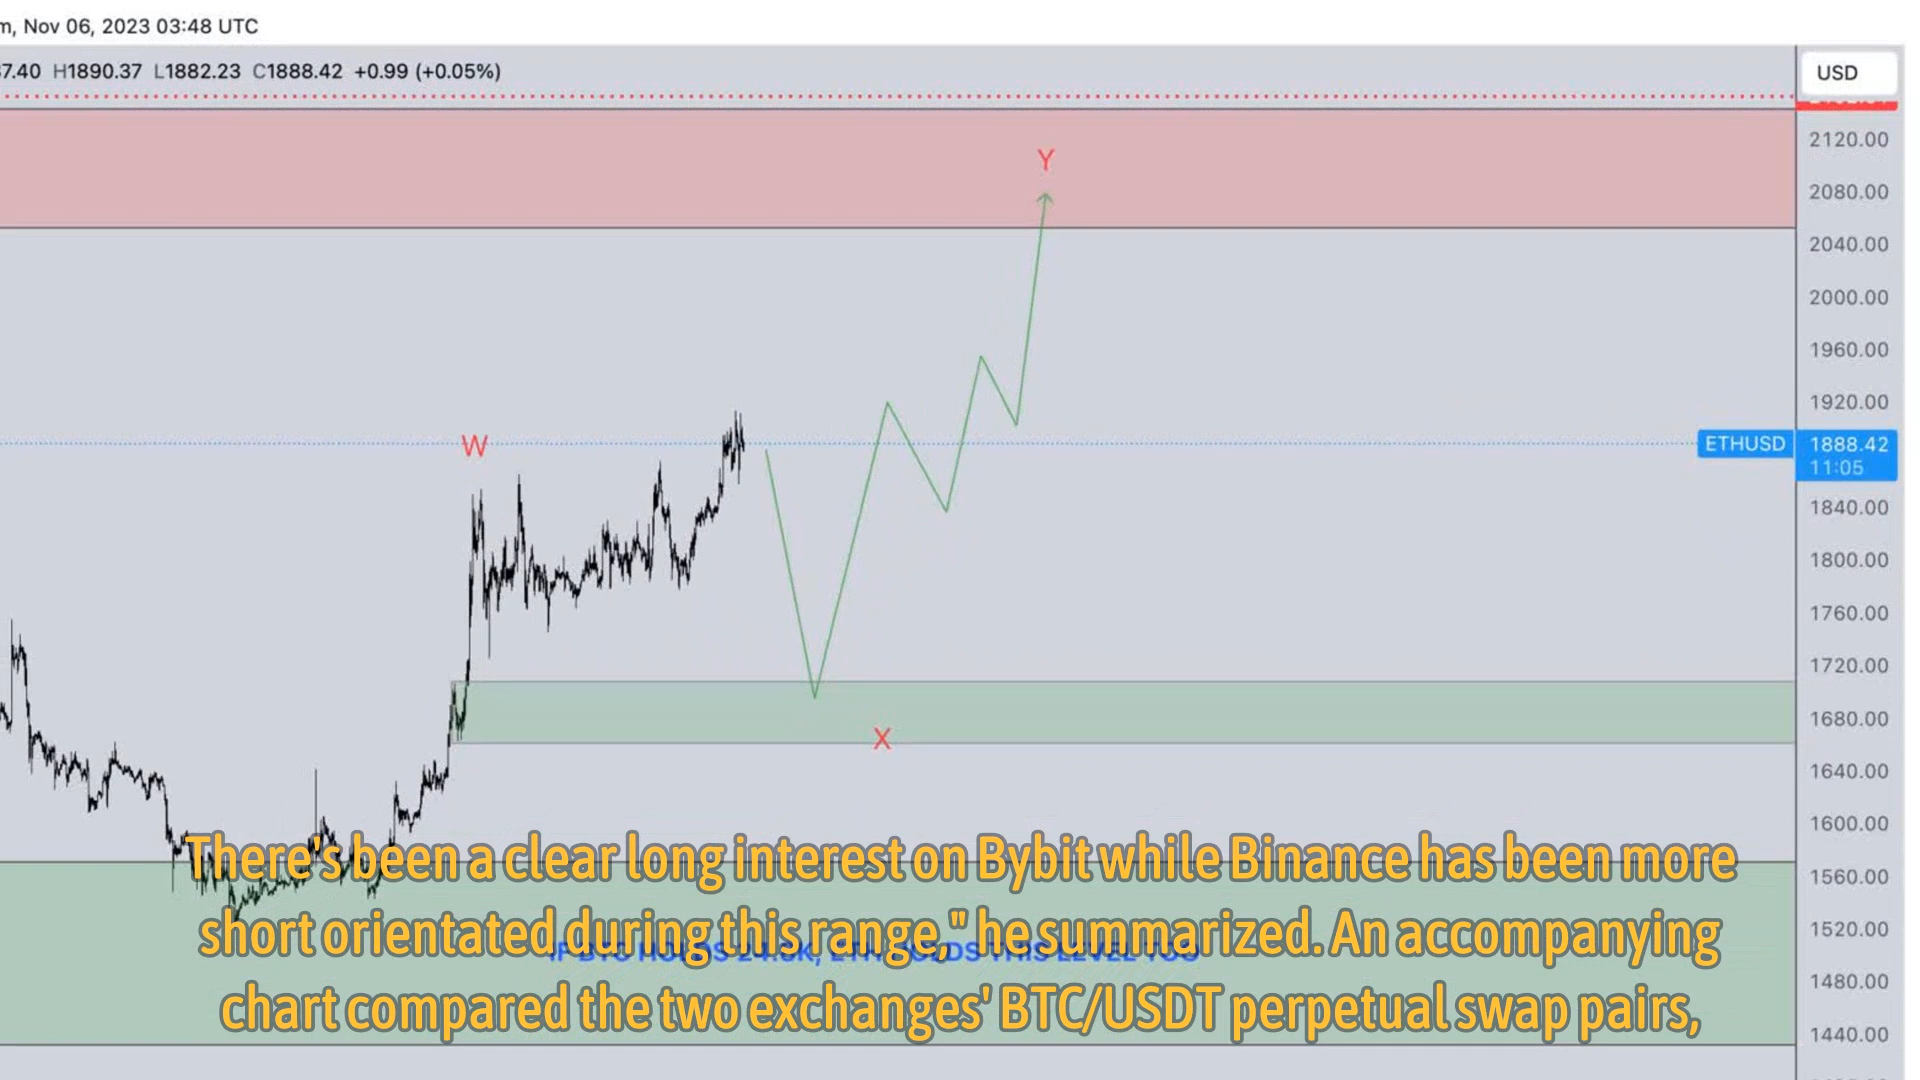 m, Nov 06, 2023 03:48 UTC
37.40 H1890.37 L1882.23 C1888.42 +0.99 (+0.05%)
USD
2120.00
Y
2080.00
2040.00
2000.00
1960.00
1920.00
W
ETHUSD 1888.42
11:05
1840.00
1800.00
1760.00
1720.00
1680.00
X
1640.00
1600.00
There's been a clear long interest on Bybit while Binance has been more
1560.00
short orientated during this range," he summarized. An accompanying
1520.00
1480.00
chart compared the two exchanges' BTC/USDT perpetual swap pairs,
1440.00